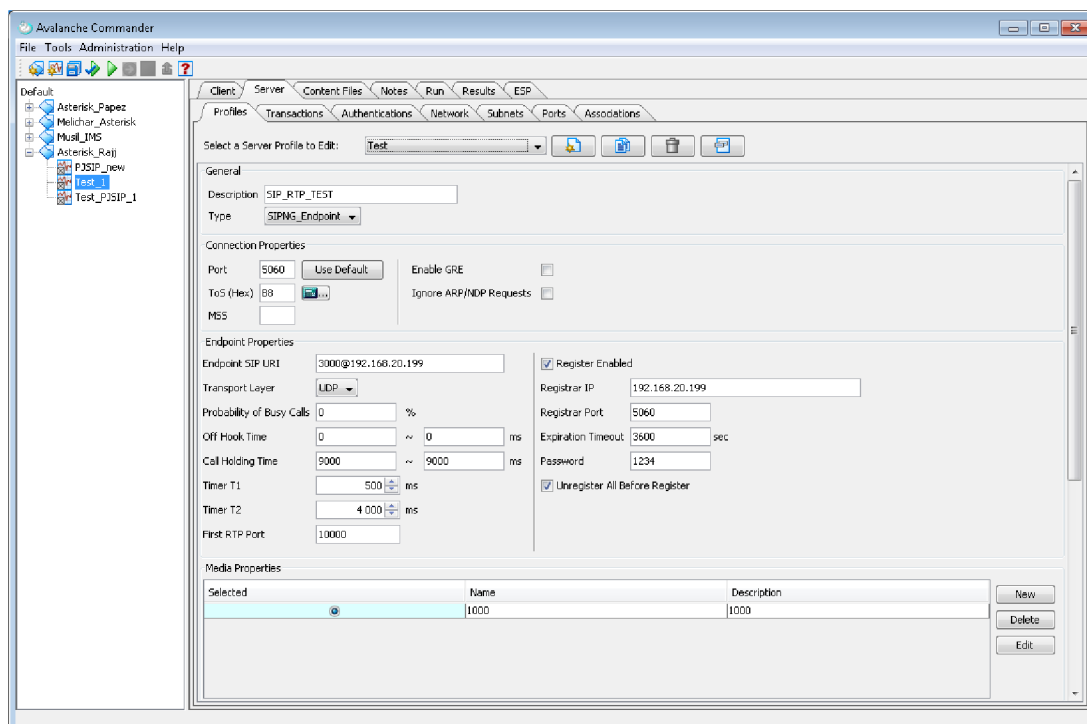 Avalanche Commander
File Tools Administration Help
Default
Asterisk_Papez
Melichar_Asterisk
Musil_IMS
Asterisk_Rajj
PJSIP_new
Test_1
Test_PJSIP_1
Client Server Content Files Notes Run Results ESP
Profiles Transactions Authentications Network Subnets Ports Associations
Select a Server Profile to Edit: Test
General
Description SIP_RTP_TEST
Type SIPNG_Endpoint
Connection Properties
Port 5060 Use Default Enable GRE
ToS (Hex) B8 ... Ignore ARP/NDP Requests
MSS
Endpoint Properties
Endpoint SIP URI 3000@192.168.20.199 Register Enabled
Transport Layer UDP Registrar IP 192.168.20.199
Probability of Busy Calls 0 % Registrar Port 5060
Off Hook Time 0 ~ 0 ms Expiration Timeout 3600 sec
Call Holding Time 9000 ~ 9000 ms Password 1234
Timer T1 500 ms Unregister All Before Register
Timer T2 4 000 ms
First RTP Port 10000
Media Properties
Selected Name Description New
1000 1000
Delete
Edit